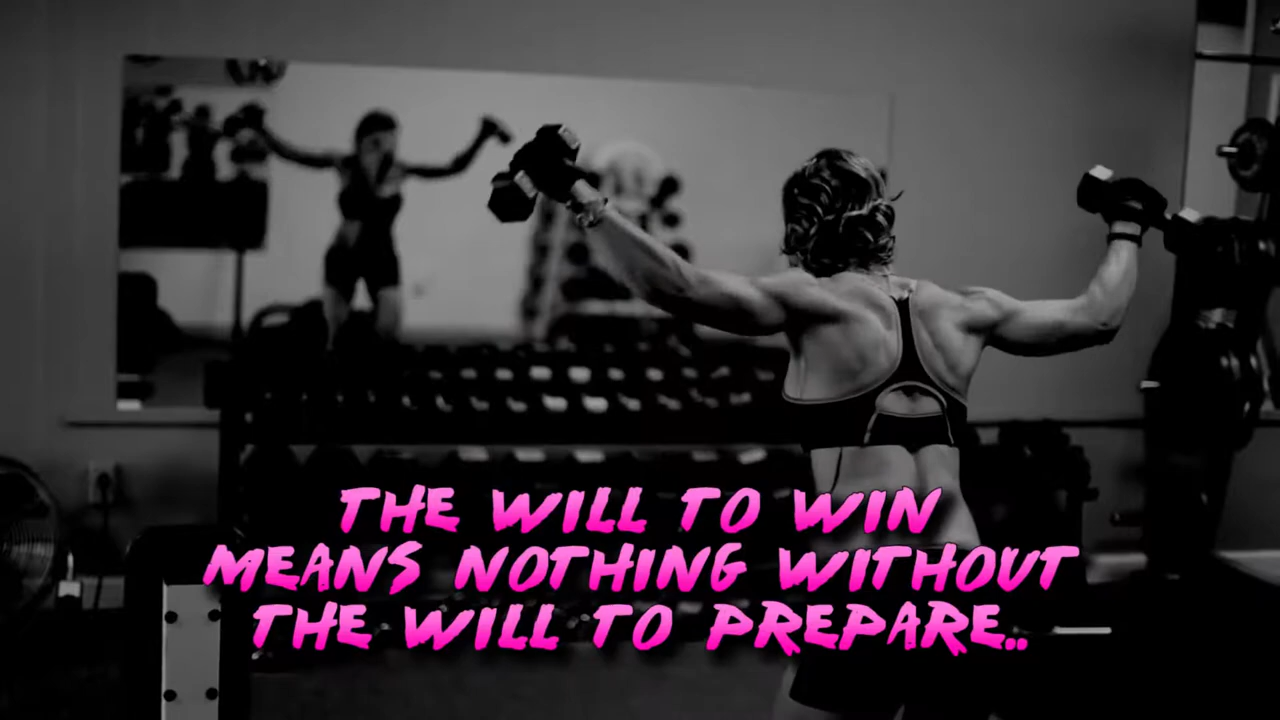 THE WILL TO WIN
MEANS NOTHING WITHOUT
THE WILL TO PREPARE..